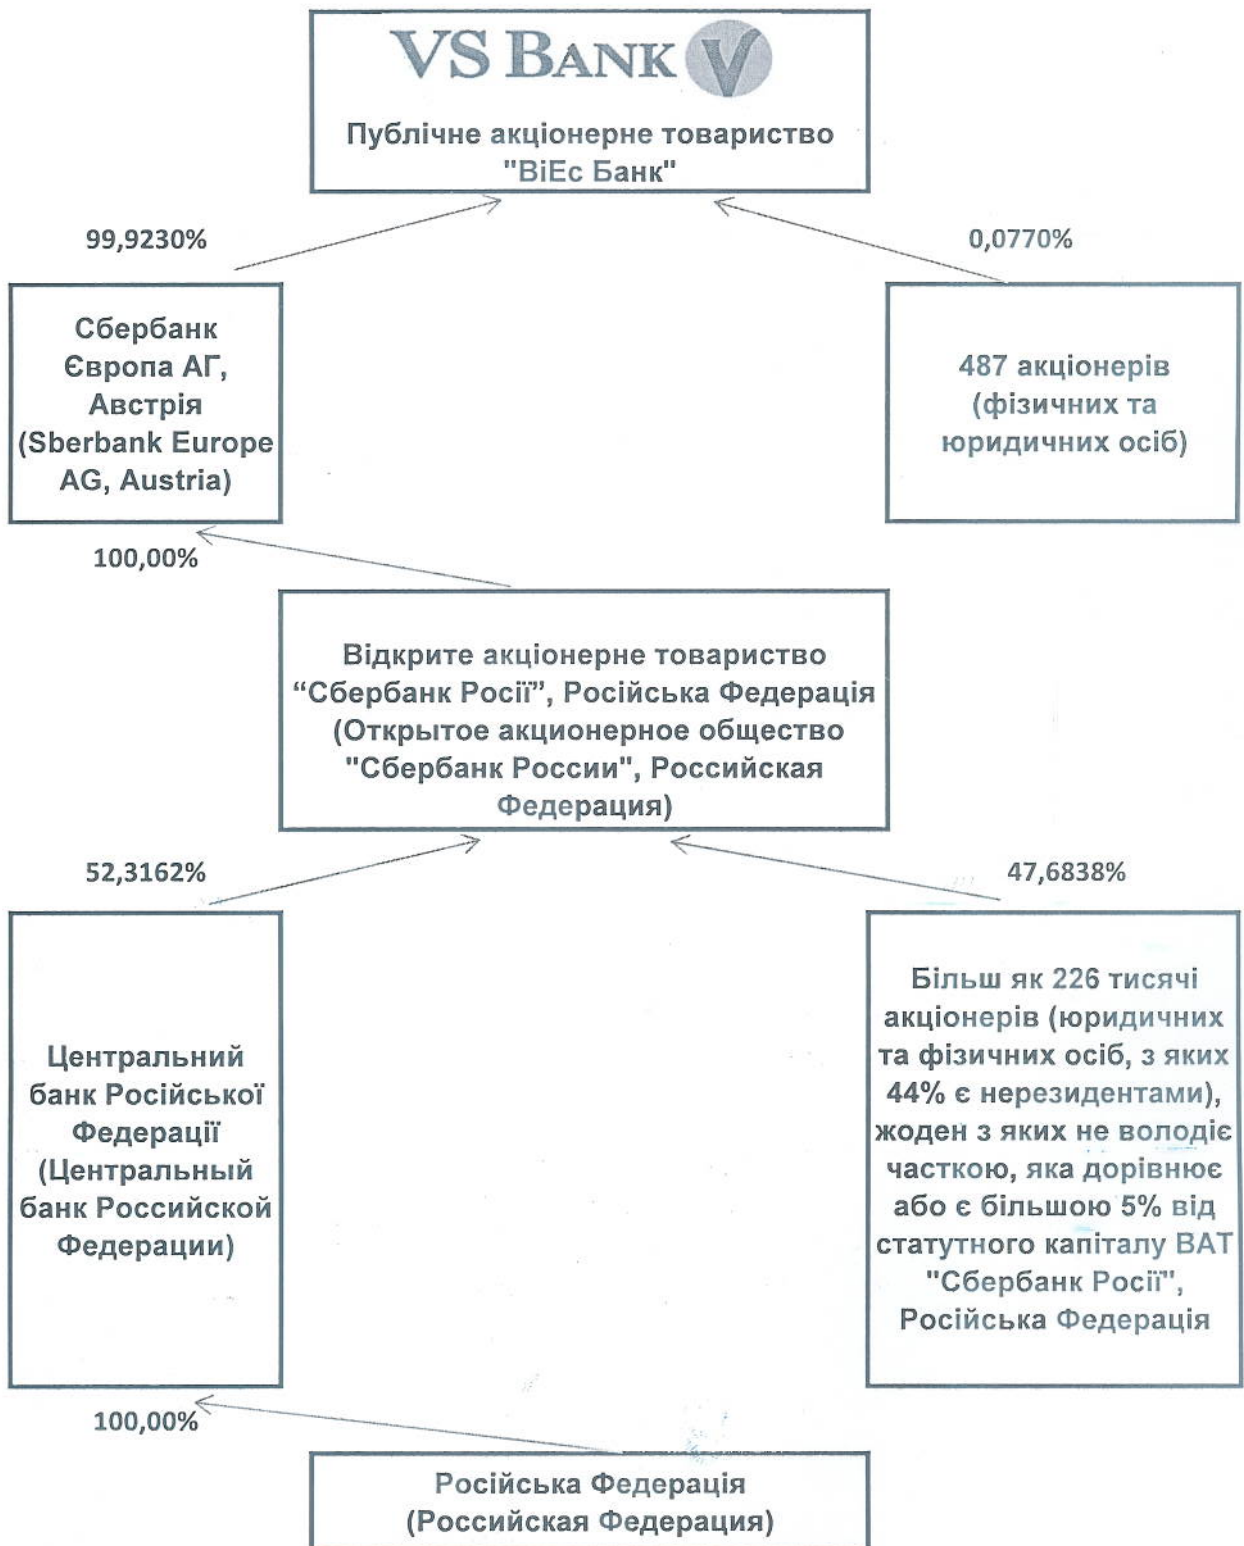 VS BANK V
Публічне акціонерне товариство
"ВіЕс Банк"
99,9230%
0,0770%
Сбербанк
Європа АГ,
Австрія
(Sberbank Europe
AG, Austria)
487 акціонерів
(фізичних та
юридичних осіб)
100,00%
Відкрите акціонерне товариство
“Сбербанк Росії”, Російська Федерація
(Открытое акционерное общество
"Сбербанк России", Российская
Федерация)
52,3162%
47,6838%
Центральний
банк Російської
Федерації
(Центральный
банк Российской
Федерации)
Більш як 226 тисячі
акціонерів (юридичних
та фізичних осіб, з яких
44% є нерезидентами),
жоден з яких не володіє
часткою, яка дорівнює
або є більшою 5% від
статутного капіталу ВАТ
"Сбербанк Росії",
Російська Федерація
100,00%
Російська Федерація
(Российская Федерация)